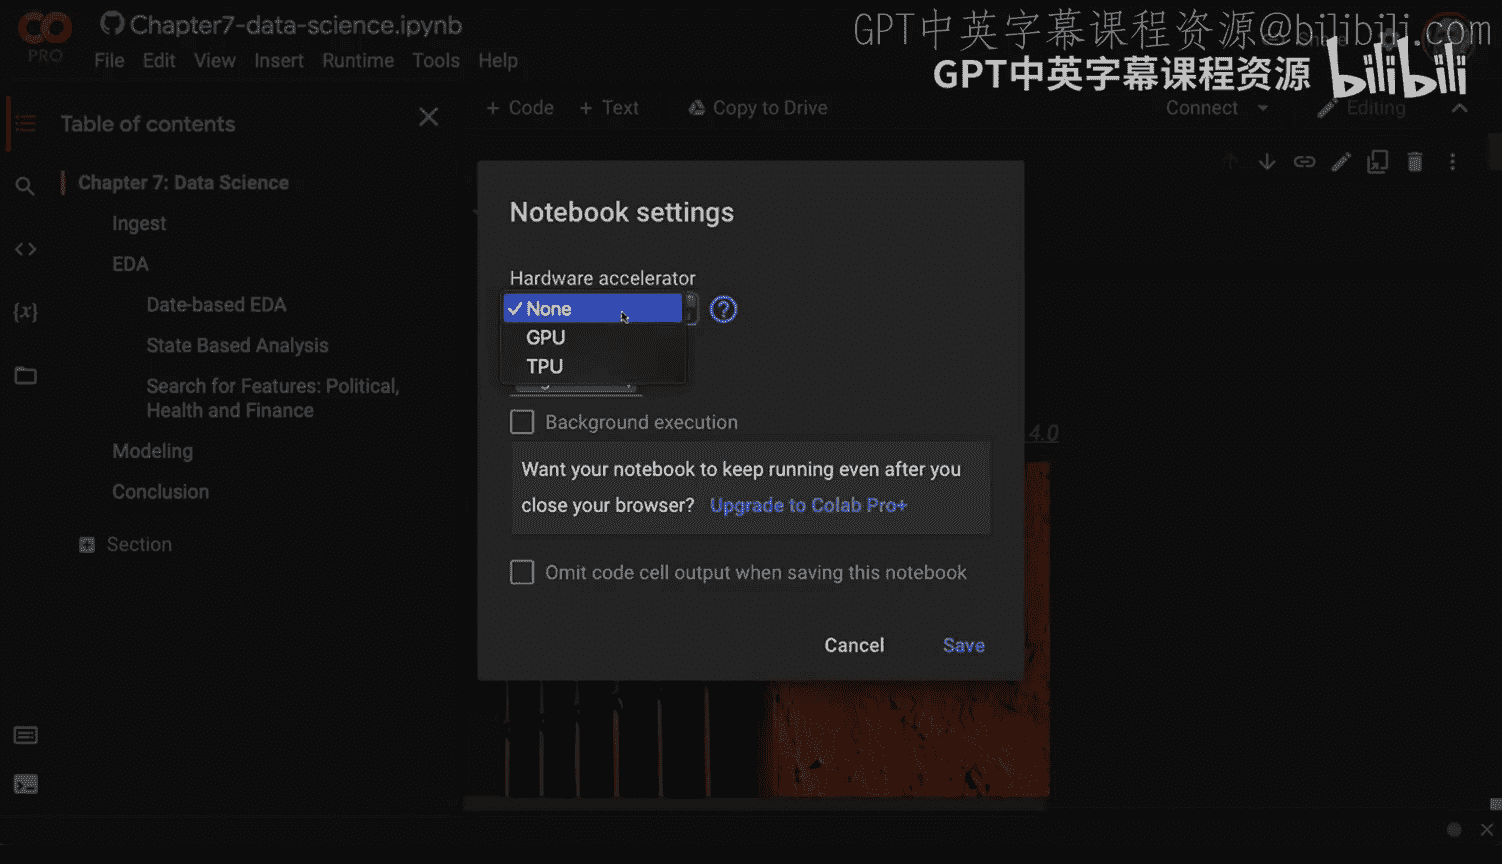 PRO
Chapter7-data-science.ipynb
File Edit View Insert Runtime Tools Help
GPT中英字幕课程资源@bilibili.com
GPT中英字幕课程资源 bilibili
Table of contents
+ Code + Text Copy to Drive
Connect
Editing
Chapter 7: Data Science
Ingest
EDA
Date-based EDA
State Based Analysis
Search for Features: Political,
Health and Finance
Modeling
Conclusion
Section
Notebook settings
Hardware accelerator
None
GPU
TPU
Background execution
4.0
Want your notebook to keep running even after you
close your browser? Upgrade to Colab Pro+
Omit code cell output when saving this notebook
Cancel Save